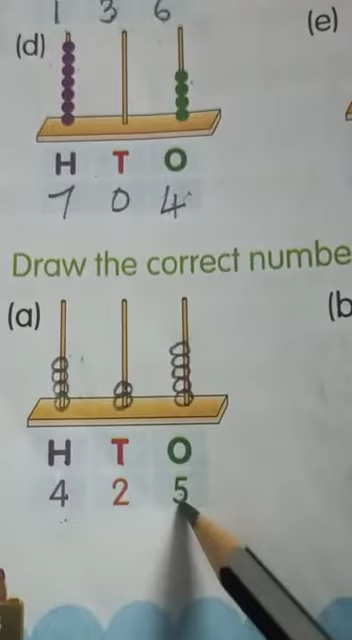 1 3 6
(d)
(e)
H T O
7 0 4
Draw the correct numbe
(a)
(b
H T O
4 2 5